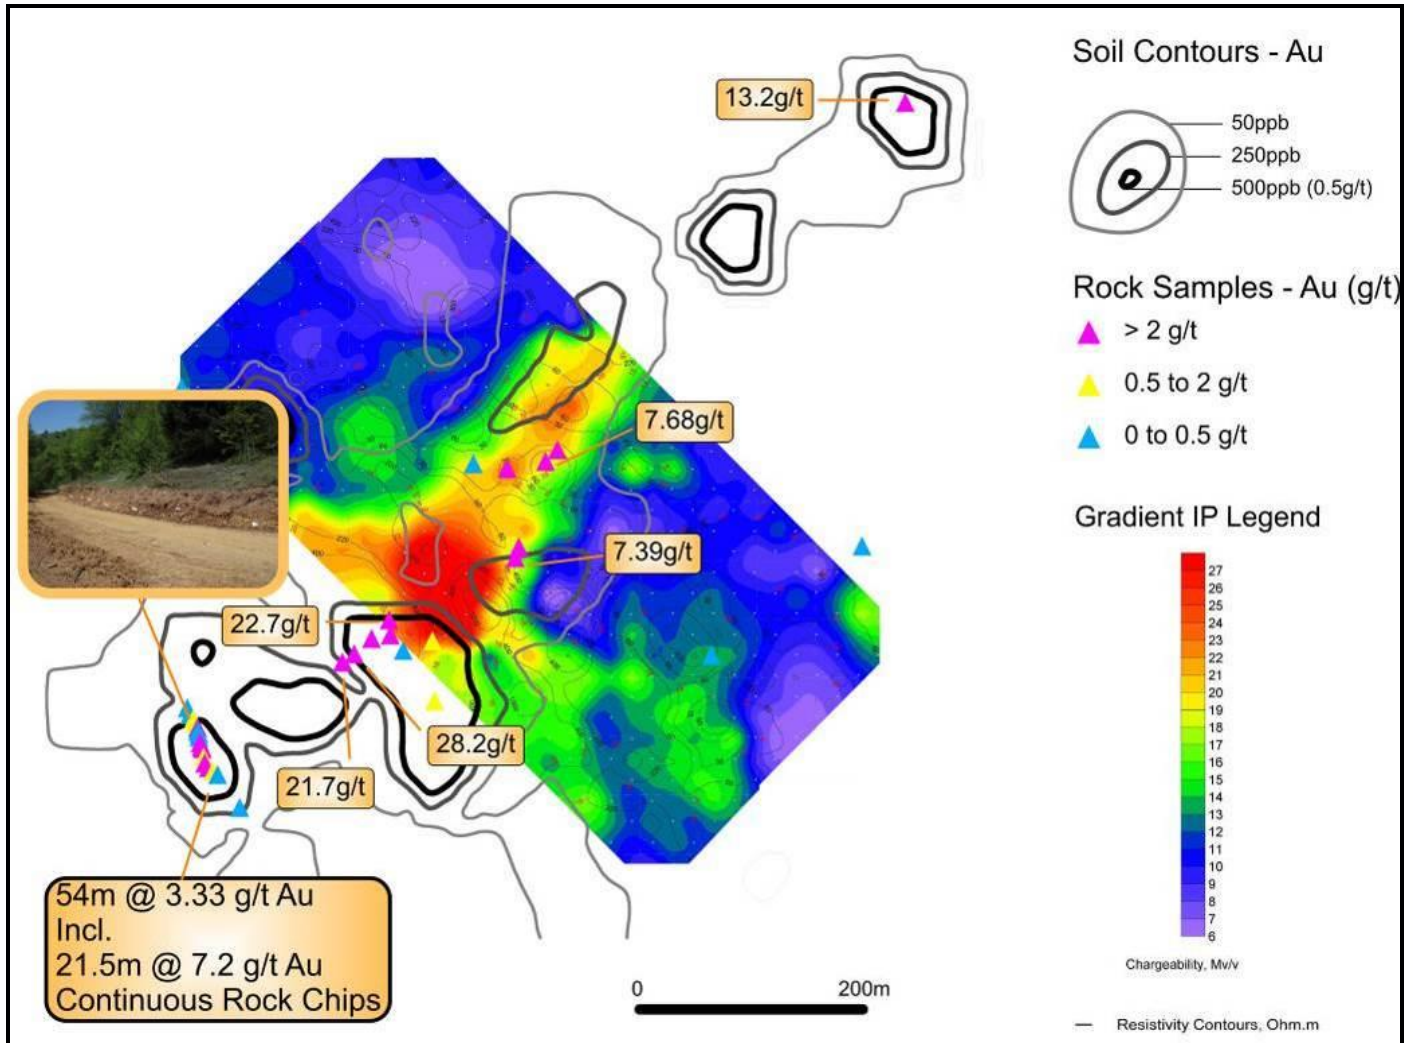 Soil Contours - Au
50ppb
250ppb
500ppb (0.5g/t)
Rock Samples - Au (g/t)
> 2 g/t
0.5 to 2 g/t
0 to 0.5 g/t
Gradient IP Legend
27
26
25
24
23
22
21
20
19
18
17
16
15
14
13
12
11
10
9
8
7
6
Chargeability, Mv/v
Resistivity Contours, Ohm.m
13.2g/t
7.68g/t
7.39g/t
22.7g/t
28.2g/t
21.7g/t
54m @ 3.33 g/t Au
Incl.
21.5m @ 7.2 g/t Au
Continuous Rock Chips
0 200m